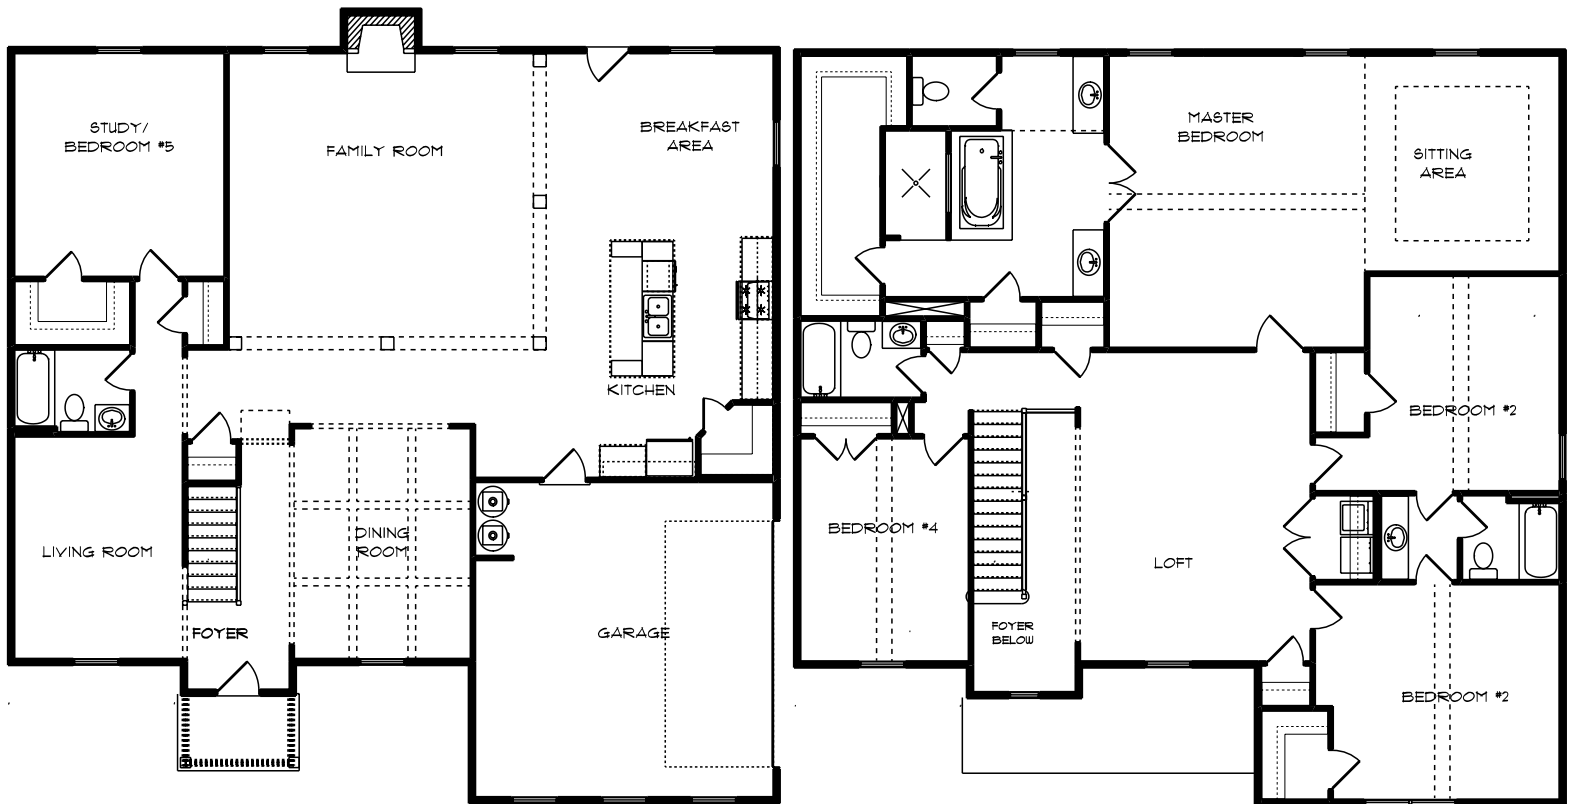 STUDY/
BEDROOM #5
FAMILY ROOM
BREAKFAST
AREA
KITCHEN
LIVING ROOM
DINING
ROOM
FOYER
GARAGE
MASTER
BEDROOM
SITTING
AREA
BEDROOM #2
BEDROOM #4
LOFT
FOYER
BELOW
BEDROOM #2